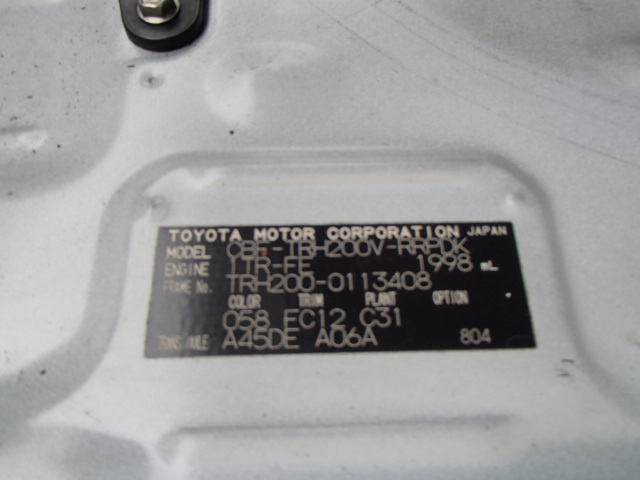 TOYOTA MOTOR CORPORATION JAPAN
MODEL CBF-TRH200V-RRPDK
ENGINE 1TR-FE 1998 mL
FRAME No. TRH200-0113408
COLOR TRIM PLANT OPTION
058 FC12 C31
TRANS/AXLE A45DE A06A 804